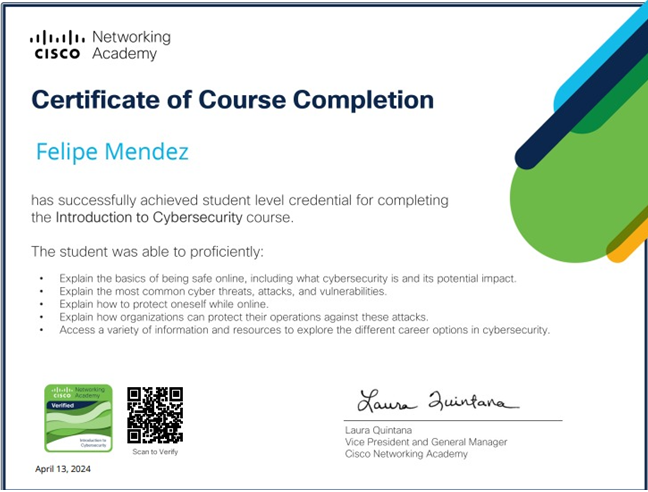 CISCO Networking Academy
Certificate of Course Completion
Felipe Mendez
has successfully achieved student level credential for completing
the Introduction to Cybersecurity course.
The student was able to proficiently:
• Explain the basics of being safe online, including what cybersecurity is and its potential impact.
• Explain the most common cyber threats, attacks, and vulnerabilities.
• Explain how to protect oneself while online.
• Explain how organizations can protect their operations against these attacks.
• Access a variety of information and resources to explore the different career options in cybersecurity.
CISCO Networking Academy
Verified
Introduction to
Cybersecurity
Scan to Verify
April 13, 2024
Laura Quintana
Laura Quintana
Vice President and General Manager
Cisco Networking Academy